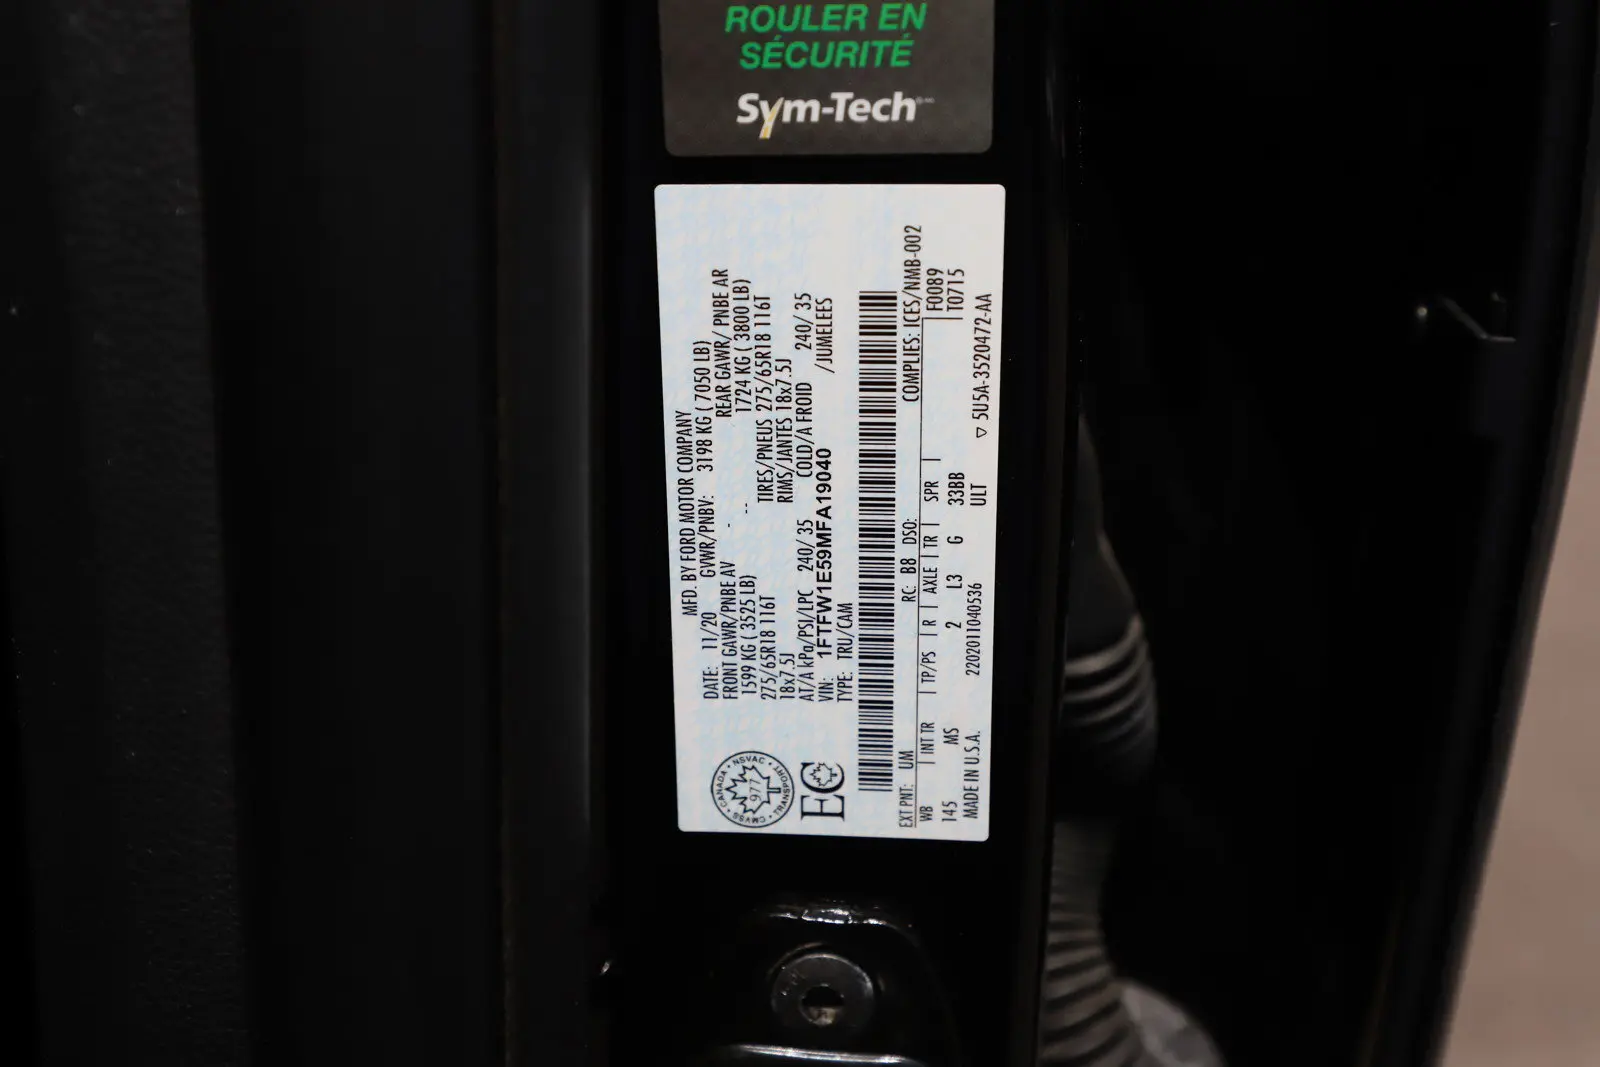 ROULER EN
SÉCURITÉ
Sym-Tech
MFD. BY FORD MOTOR COMPANY
DATE: 11/20 GVWR/PNBV: 3198 KG ( 7050 LB)
FRONT GAWR/PNBE AV - REAR GAWR/ PNBE AR
1599 KG ( 3525 LB) -- 1724 KG ( 3800 LB)
275/65R18 116T TIRES/PNEUS 275/65R18 116T
18x7.5J RIMS/JANTES 18x7.5J
AT/A kPa/PSI/LPC 240/ 35 COLD/A FROID 240/ 35
VIN: 1FTFW1E59MFA19040 /JUMELEES
TYPE: TRU/CAM
CANADA • NSVAC • TRANSPORT • CMVSS •
977
EC
COMPLIES: ICES/NMB-002
EXT PNT: UM RC: B8 DSO: F0089
WB INT TR TP/PS R AXLE TR SPR T0715
145 MS 2 L3 G 33BB
MADE IN U.S.A. 2202011040536 ULT ▽ 5U5A-3520472-AA